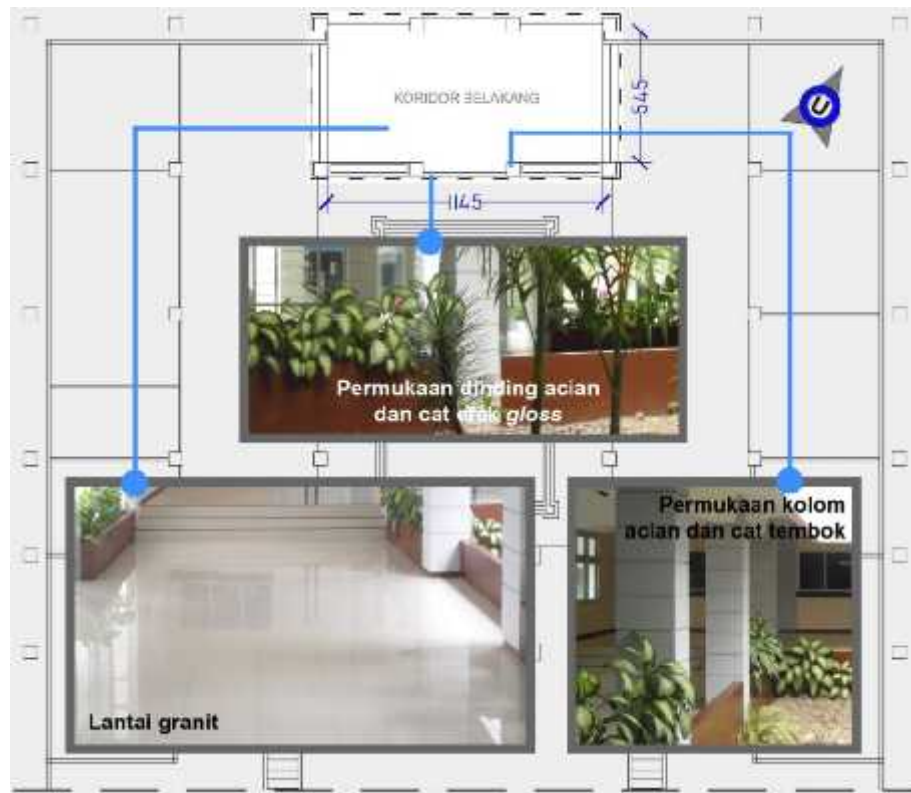 KORIDOR BELAKANG
545
U
1145
Permukaan dinding acian
dan cat efek gloss
Permukaan kolom
acian dan cat tembok
Lantai granit